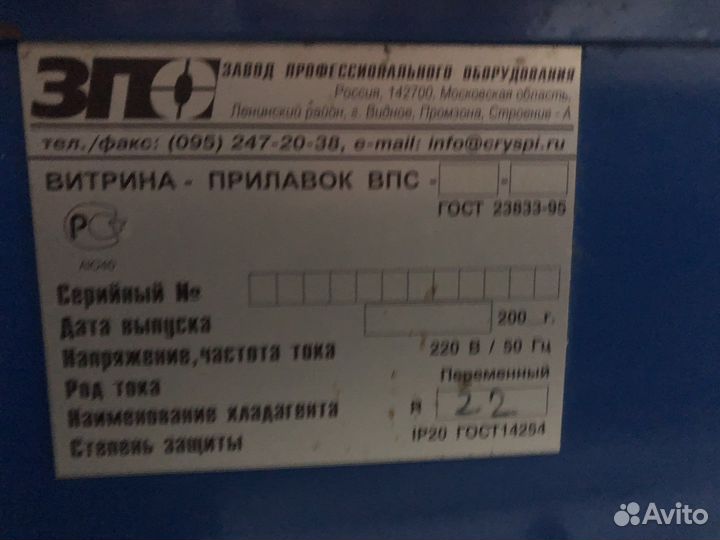 ЗПО
ЗАВОД ПРОФЕССИОНАЛЬНОГО ОБОРУДОВАНИЯ
Россия, 142700, Московская область,
Ленинский район, г. Видное, Промзона, Строение - А
тел./факс: (095) 247-20-38, e-mail: info@cryspi.ru
ВИТРИНА - ПРИЛАВОК ВПС - -
ГОСТ 23833-95
РС
Серийный №
Дата выпуска 200 г.
Напряжение, частота тока 220 В / 50 Гц
Род тока Переменный
Наименование хладагента R 22
Степень защиты IP20 ГОСТ14254
Avito